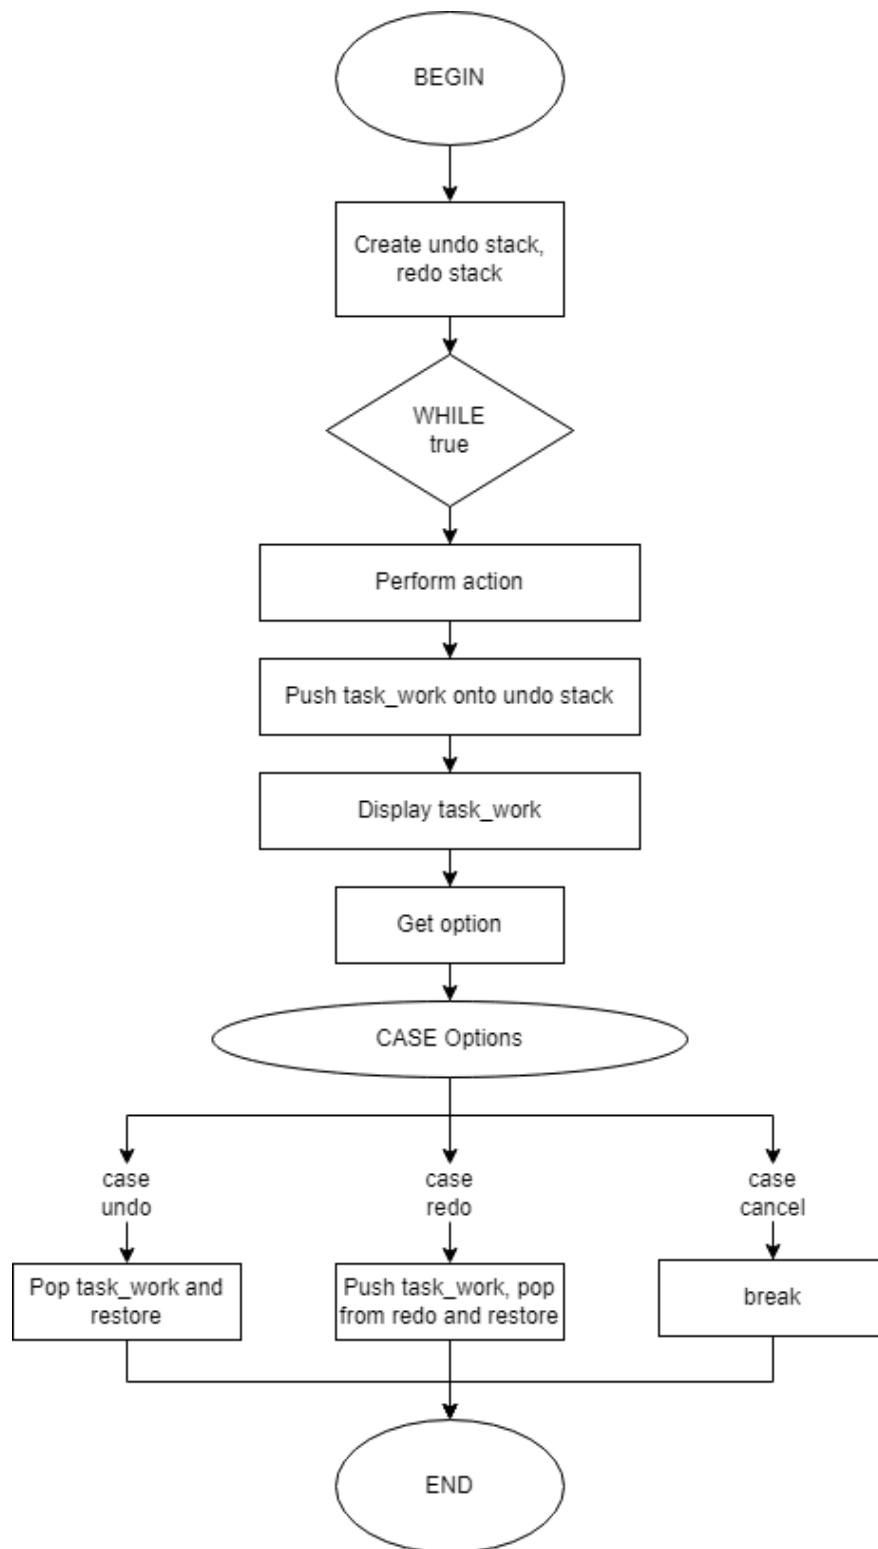 BEGIN
Create undo stack,
redo stack
WHILE
true
Perform action
Push task_work onto undo stack
Display task_work
Get option
CASE Options
case
undo
case
redo
case
cancel
Pop task_work and
restore
Push task_work, pop
from redo and restore
break
END